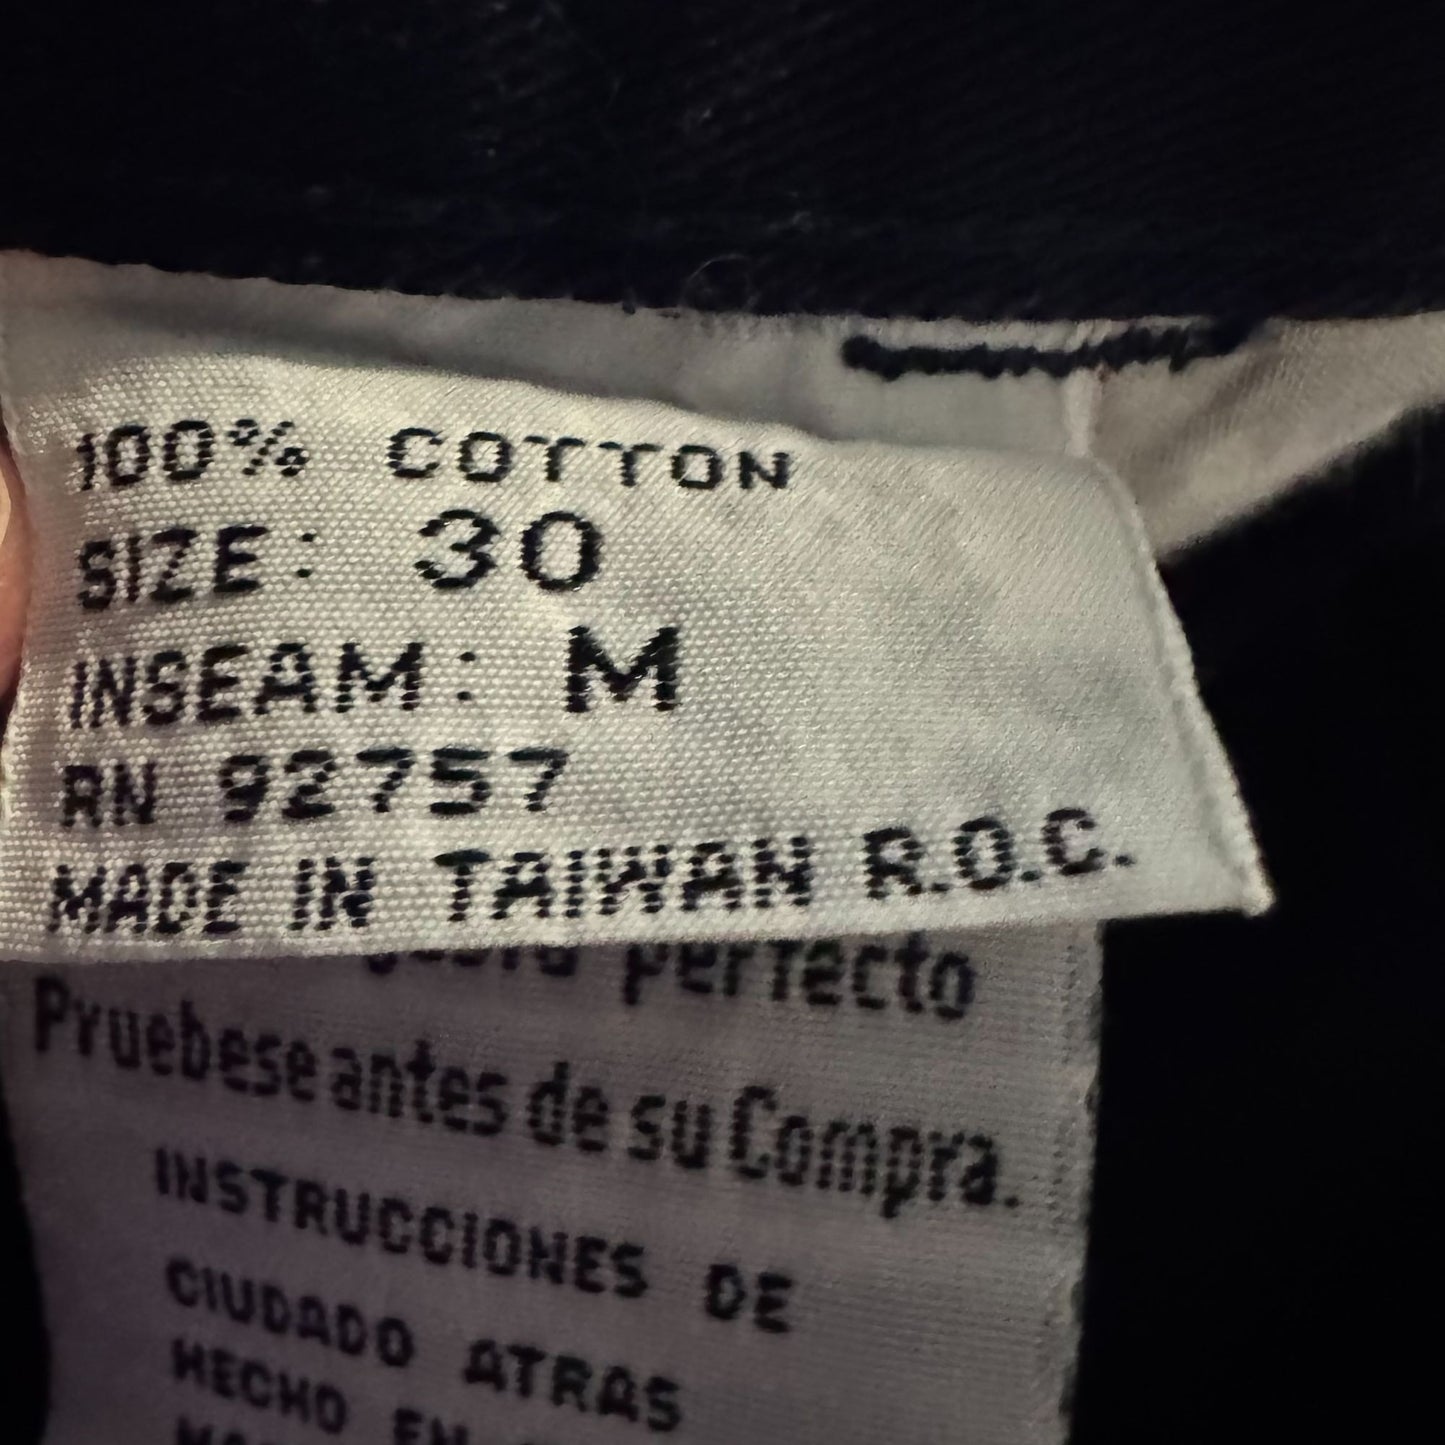 100% COTTON
SIZE: 30
INSEAM: M
RN 92757
MADE IN TAIWAN R.O.C.
perfecto
Pruebese antes de su Compra.
INSTRUCCIONES DE
CIUDADO ATRAS
HECHO EN